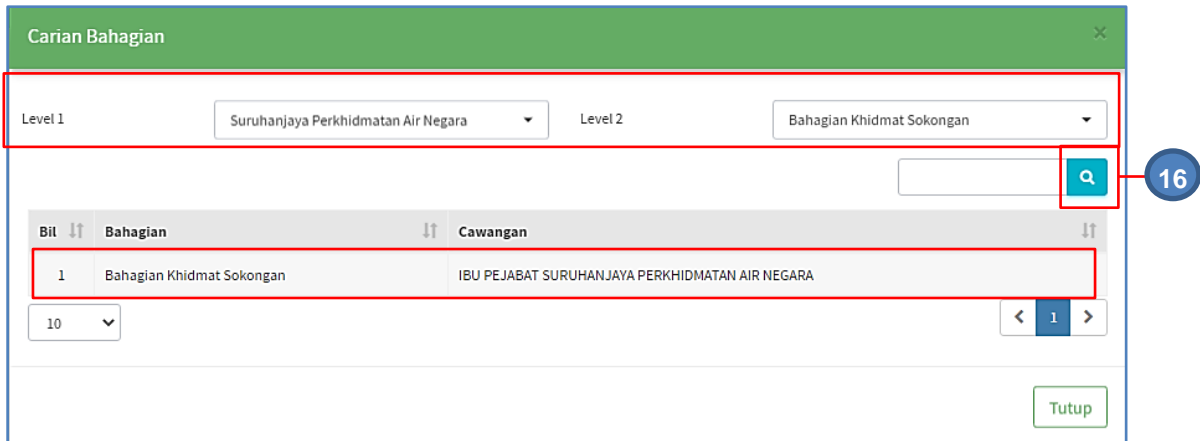 Carian Bahagian ×
Level 1 Suruhanjaya Perkhidmatan Air Negara Level 2 Bahagian Khidmat Sokongan
16
Bil Bahagian Cawangan
1 Bahagian Khidmat Sokongan IBU PEJABAT SURUHANJAYA PERKHIDMATAN AIR NEGARA
10 < 1 >
Tutup